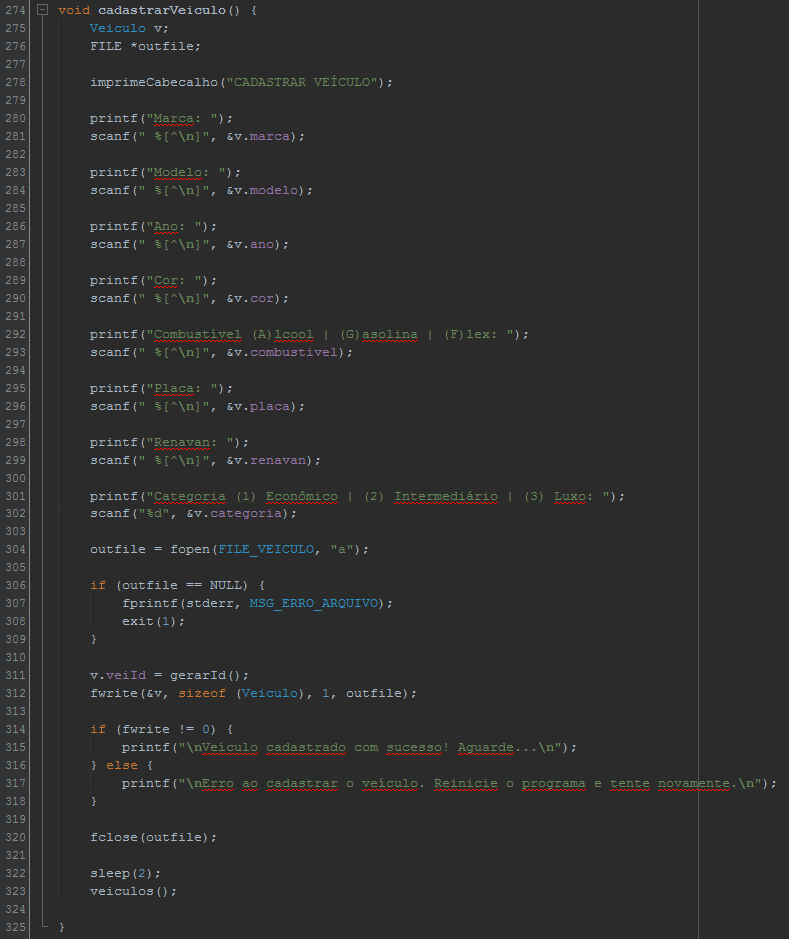 274 void cadastrarVeiculo() {
275 Veiculo v;
276 FILE *outfile;
277
278 imprimeCabecalho("CADASTRAR VEÍCULO");
279
280 printf("Marca: ");
281 scanf(" %[^\n]", &v.marca);
282
283 printf("Modelo: ");
284 scanf(" %[^\n]", &v.modelo);
285
286 printf("Ano: ");
287 scanf(" %[^\n]", &v.ano);
288
289 printf("Cor: ");
290 scanf(" %[^\n]", &v.cor);
291
292 printf("Combustível (A)lcool | (G)asolina | (F)lex: ");
293 scanf(" %[^\n]", &v.combustivel);
294
295 printf("Placa: ");
296 scanf(" %[^\n]", &v.placa);
297
298 printf("Renavan: ");
299 scanf(" %[^\n]", &v.renavan);
300
301 printf("Categoria (1) Econômico | (2) Intermediário | (3) Luxo: ");
302 scanf("%d", &v.categoria);
303
304 outfile = fopen(FILE_VEICULO, "a");
305
306 if (outfile == NULL) {
307 fprintf(stderr, MSG_ERRO_ARQUIVO);
308 exit(1);
309 }
310
311 v.veiId = gerarId();
312 fwrite(&v, sizeof (Veiculo), 1, outfile);
313
314 if (fwrite != 0) {
315 printf("\nVeículo cadastrado com sucesso! Aguarde...\n");
316 } else {
317 printf("\nErro ao cadastrar o veículo. Reinicie o programa e tente novamente.\n");
318 }
319
320 fclose(outfile);
321
322 sleep(2);
323 veiculos();
324
325 }